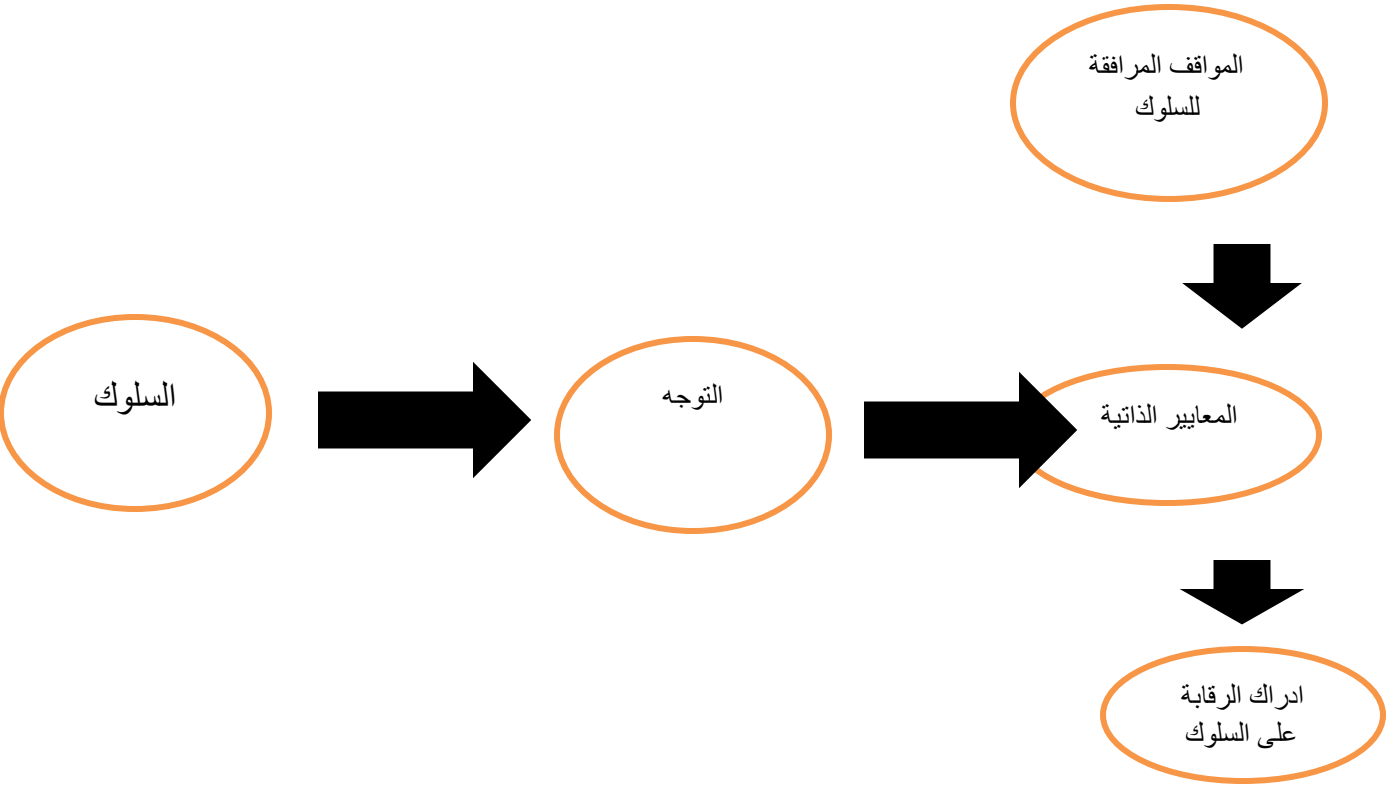 المواقف المرافقة
للسلوك
السلوك
التوجه
المعايير الذاتية
ادراك الرقابة
على السلوك